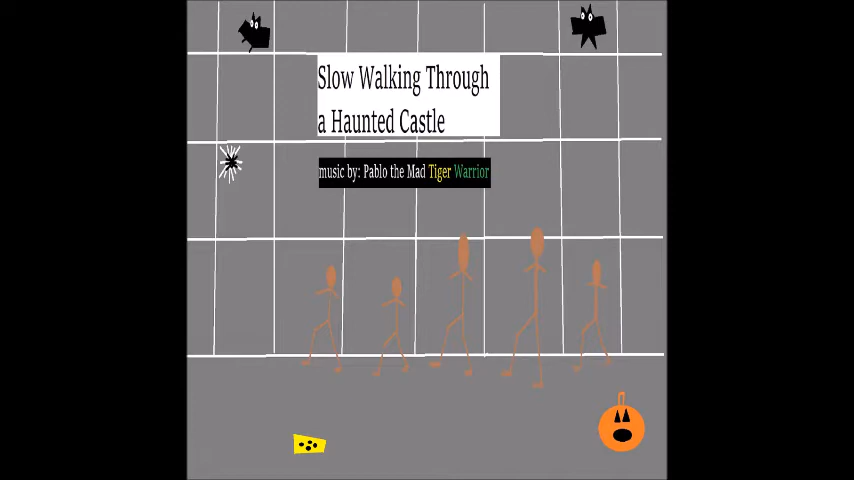 Slow Walking Through
a Haunted Castle
music by: Pablo the Mad Tiger Warrior